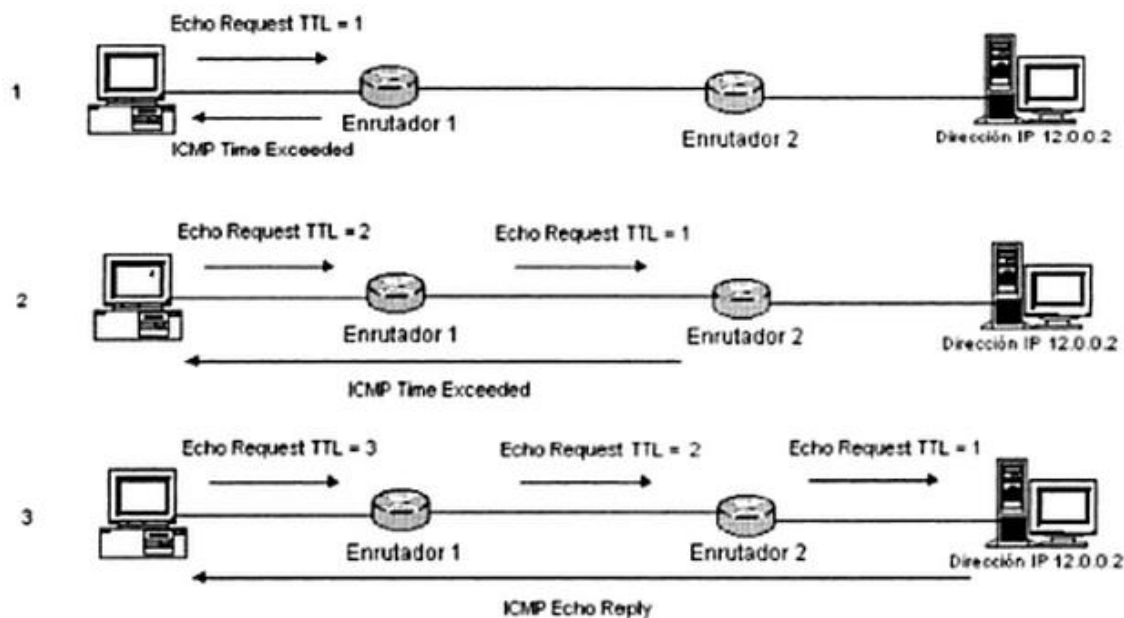 Echo Request TTL = 1
1
Enrutador 1
Enrutador 2
Dirección IP 12.0.0.2
ICMP Time Exceeded
Echo Request TTL = 2
Echo Request TTL = 1
2
Enrutador 1
Enrutador 2
Dirección IP 12.0.0.2
ICMP Time Exceeded
Echo Request TTL = 3
Echo Request TTL = 2
Echo Request TTL = 1
3
Enrutador 1
Enrutador 2
Dirección IP 12.0.0.2
ICMP Echo Reply